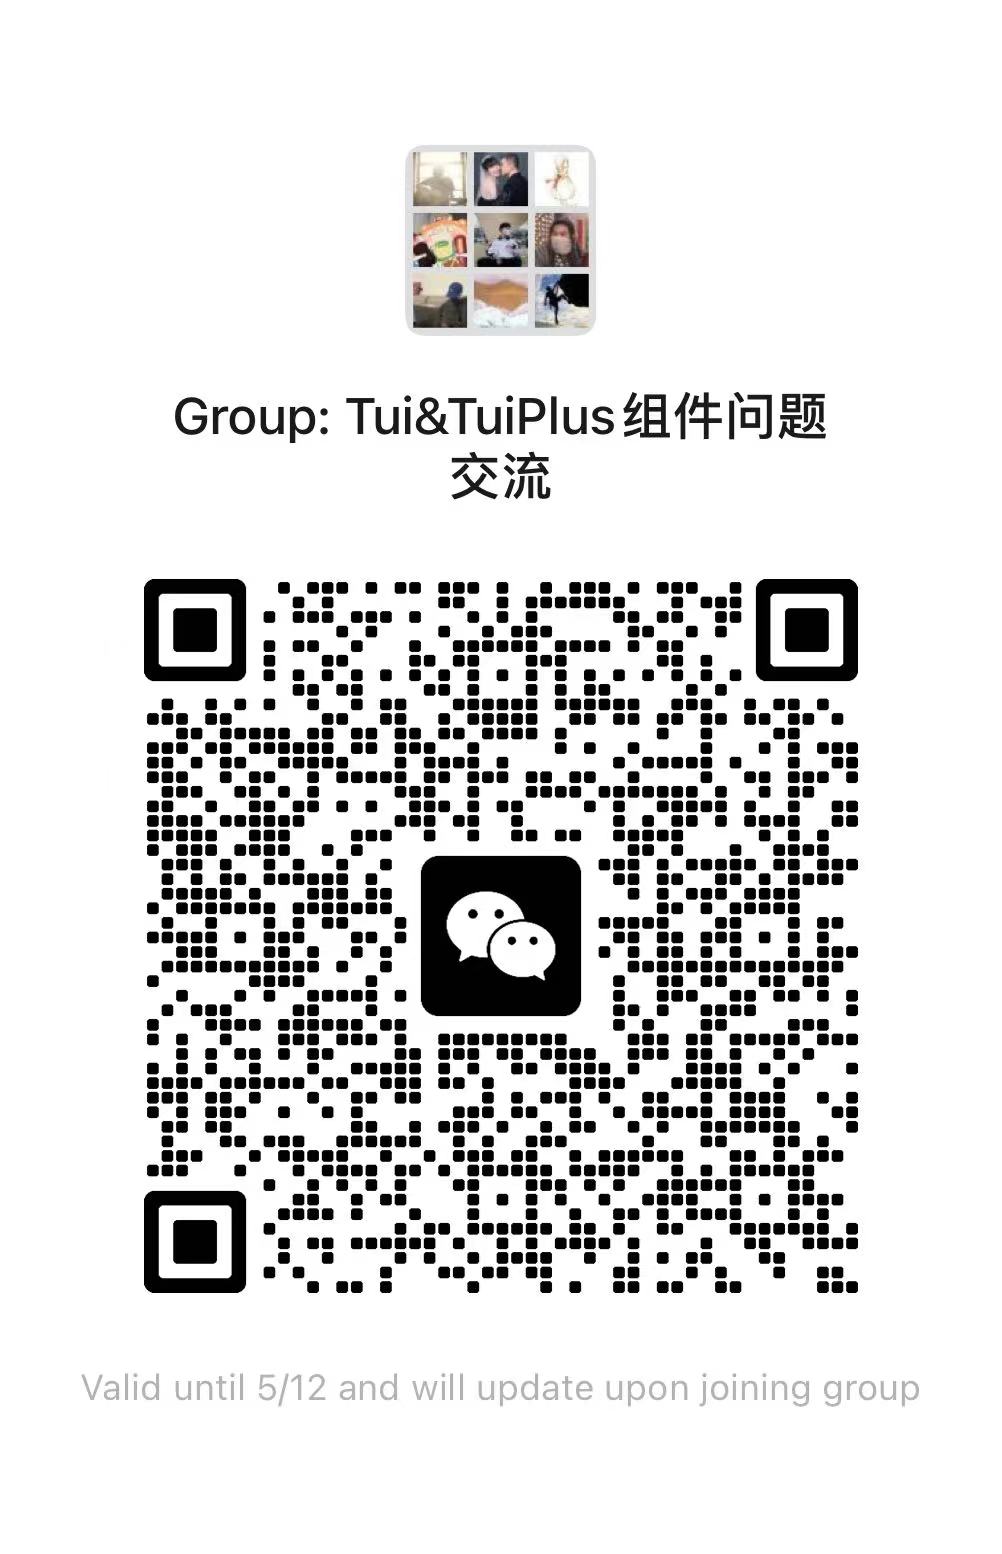 Group: Tui&TuiPlus组件问题
交流
Valid until 5/12 and will update upon joining group